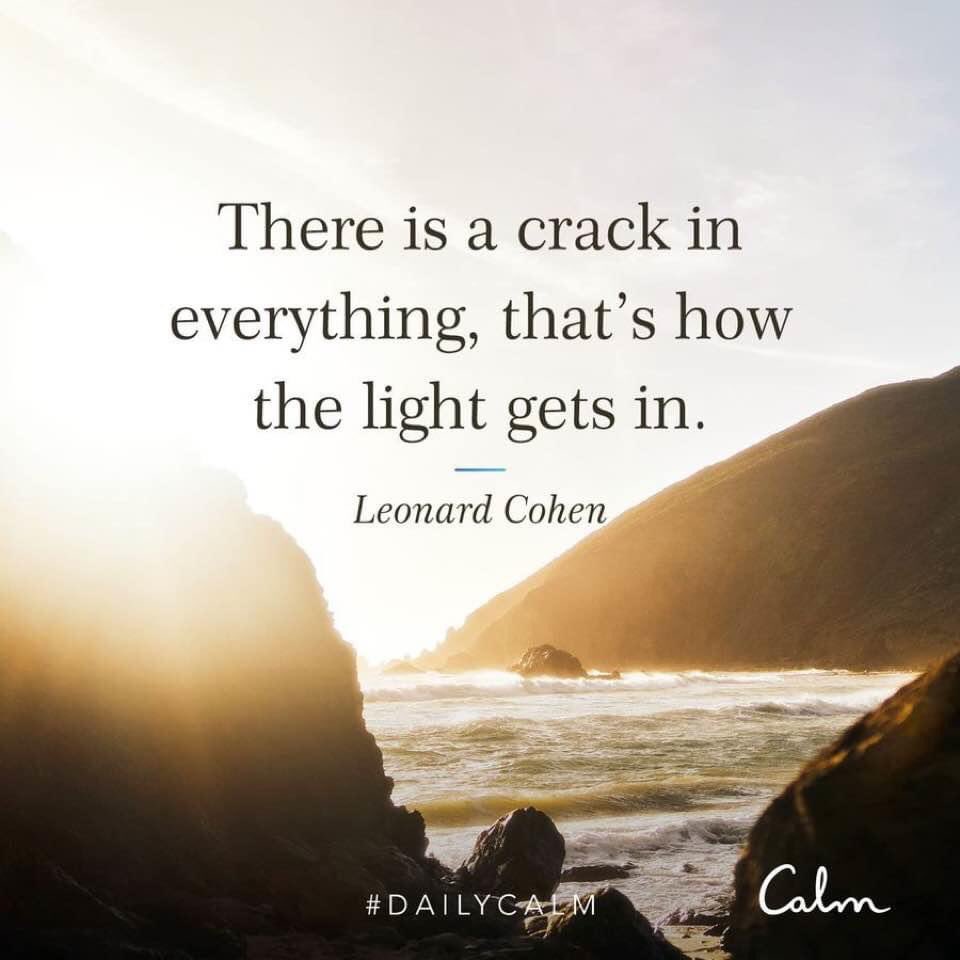 There is a crack in
everything, that’s how
the light gets in.
Leonard Cohen
#DAILYCALM
Calm